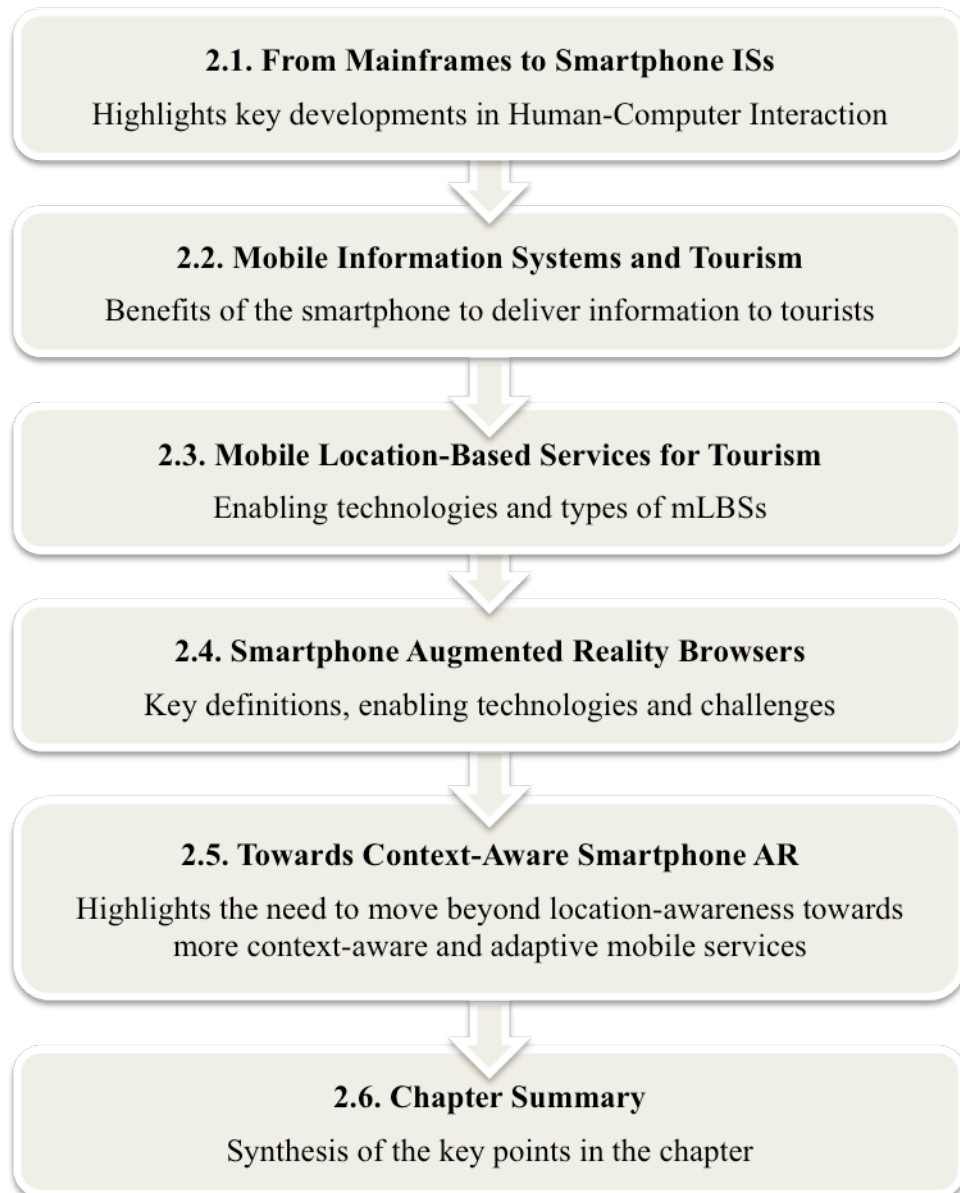 2.1. From Mainframes to Smartphone ISs
Highlights key developments in Human-Computer Interaction
2.2. Mobile Information Systems and Tourism
Benefits of the smartphone to deliver information to tourists
2.3. Mobile Location-Based Services for Tourism
Enabling technologies and types of mLBSs
2.4. Smartphone Augmented Reality Browsers
Key definitions, enabling technologies and challenges
2.5. Towards Context-Aware Smartphone AR
Highlights the need to move beyond location-awareness towards
more context-aware and adaptive mobile services
2.6. Chapter Summary
Synthesis of the key points in the chapter